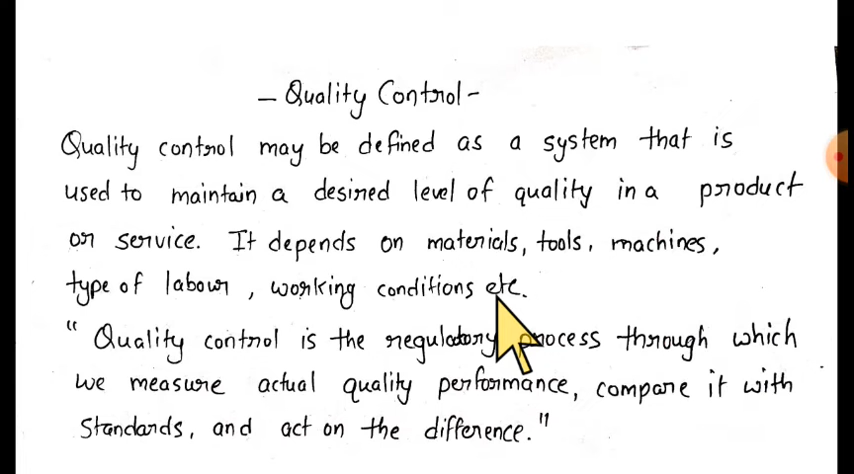 - Quality Control -
Quality control may be defined as a system that is
used to maintain a desired level of quality in a product
or service. It depends on materials, tools, machines,
type of labour, working conditions etc.
" Quality control is the regulatory process through which
we measure actual quality performance, compare it with
Standards, and act on the difference."